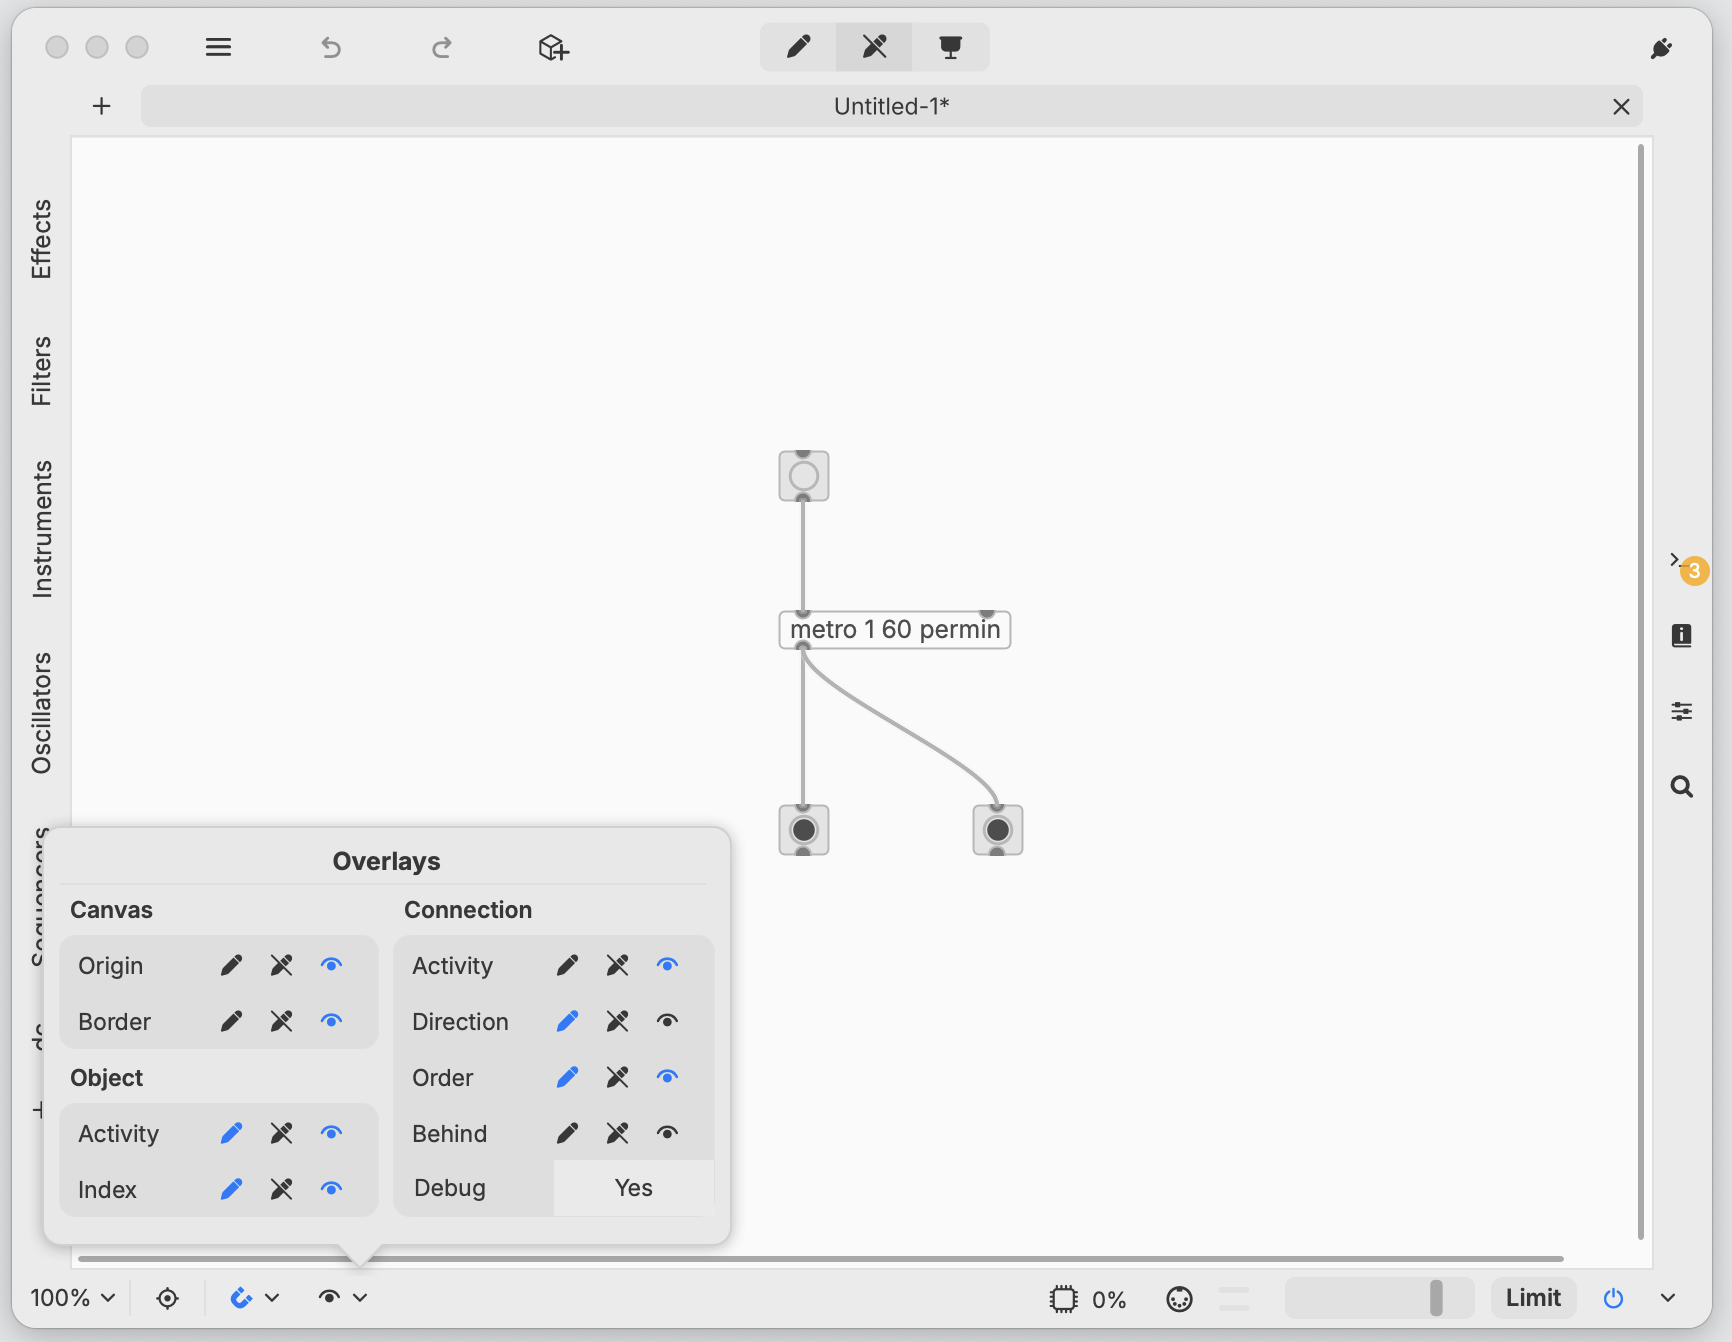 Untitled-1*
Effects
Filters
Instruments
Oscillators
Sequencers
metro 1 60 permin
3
Overlays
Canvas
Origin
Border
Object
Activity
Index
Connection
Activity
Direction
Order
Behind
Debug Yes
100%
0%
Limit